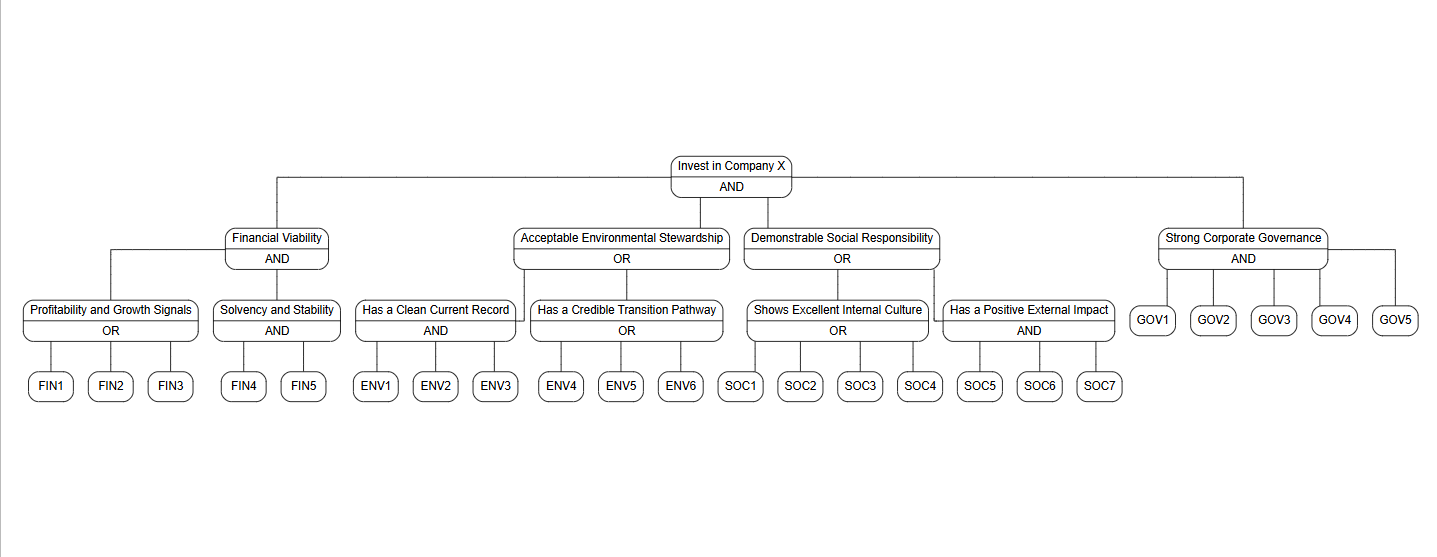 Invest in Company X
AND
Financial Viability
AND
Acceptable Environmental Stewardship
OR
Demonstrable Social Responsibility
OR
Strong Corporate Governance
AND
Profitability and Growth Signals
OR
Solvency and Stability
AND
Has a Clean Current Record
AND
Has a Credible Transition Pathway
OR
Shows Excellent Internal Culture
OR
Has a Positive External Impact
AND
GOV1
GOV2
GOV3
GOV4
GOV5
FIN1
FIN2
FIN3
FIN4
FIN5
ENV1
ENV2
ENV3
ENV4
ENV5
ENV6
SOC1
SOC2
SOC3
SOC4
SOC5
SOC6
SOC7